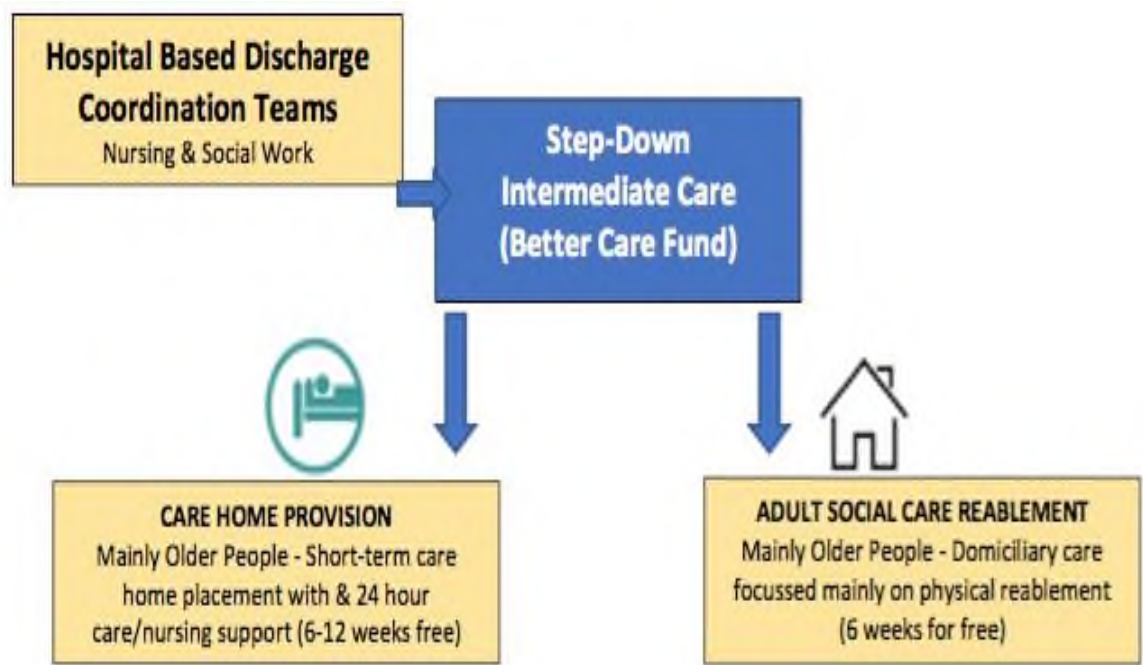 Hospital Based Discharge
Coordination Teams
Nursing & Social Work
Step-Down
Intermediate Care
(Better Care Fund)
CARE HOME PROVISION
Mainly Older People - Short-term care
home placement with & 24 hour
care/nursing support (6-12 weeks free)
ADULT SOCIAL CARE REABLEMENT
Mainly Older People - Domiciliary care
focussed mainly on physical reablement
(6 weeks for free)